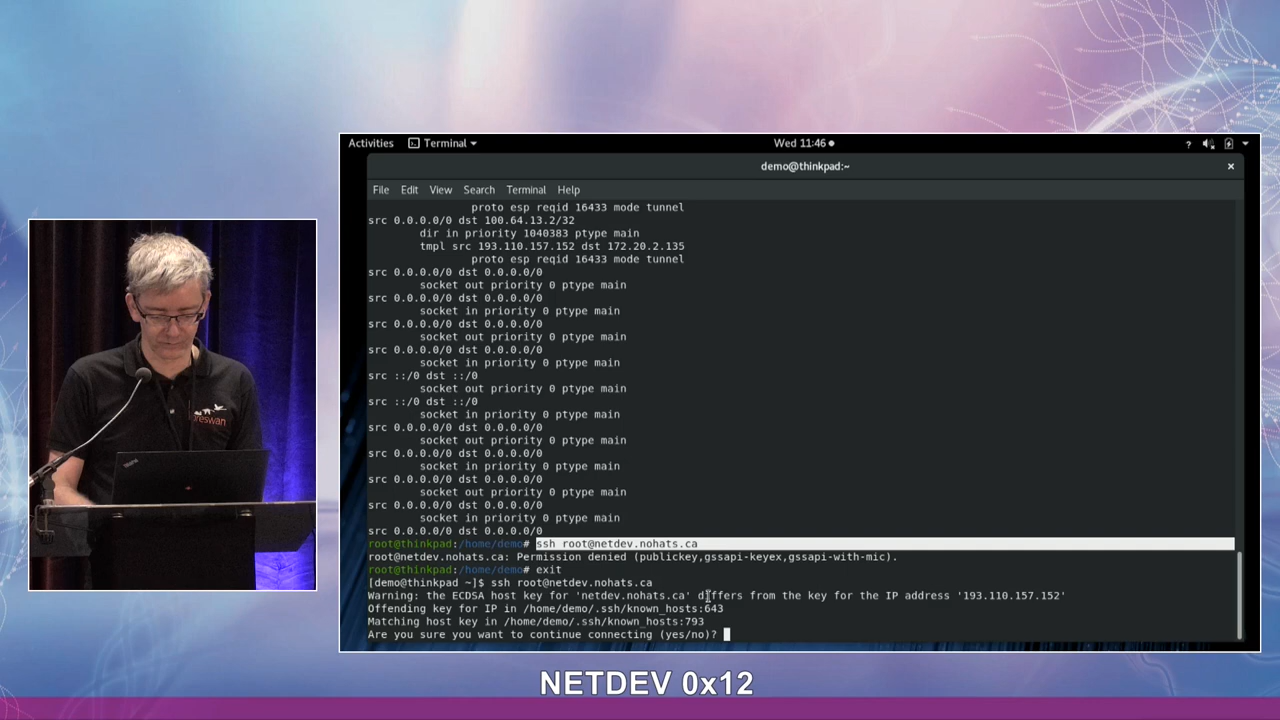 Activities
Terminal
Wed 11:46
?
demo@thinkpad:~
×
File Edit View Search Terminal Help
proto esp reqid 16433 mode tunnel
src 0.0.0.0/0 dst 100.64.13.2/32
dir in priority 1040383 ptype main
tmpl src 193.110.157.152 dst 172.20.2.135
proto esp reqid 16433 mode tunnel
src 0.0.0.0/0 dst 0.0.0.0/0
socket out priority 0 ptype main
src 0.0.0.0/0 dst 0.0.0.0/0
socket in priority 0 ptype main
src 0.0.0.0/0 dst 0.0.0.0/0
socket out priority 0 ptype main
src 0.0.0.0/0 dst 0.0.0.0/0
socket in priority 0 ptype main
src ::/0 dst ::/0
socket out priority 0 ptype main
src ::/0 dst ::/0
socket in priority 0 ptype main
src 0.0.0.0/0 dst 0.0.0.0/0
socket out priority 0 ptype main
src 0.0.0.0/0 dst 0.0.0.0/0
socket in priority 0 ptype main
src 0.0.0.0/0 dst 0.0.0.0/0
socket out priority 0 ptype main
src 0.0.0.0/0 dst 0.0.0.0/0
socket in priority 0 ptype main
src 0.0.0.0/0 dst 0.0.0.0/0
root@thinkpad:/home/demo# ssh root@netdev.nohats.ca
root@netdev.nohats.ca: Permission denied (publickey,gssapi-keyex,gssapi-with-mic).
root@thinkpad:/home/demo# exit
[demo@thinkpad ~]$ ssh root@netdev.nohats.ca
Warning: the ECDSA host key for 'netdev.nohats.ca' differs from the key for the IP address '193.110.157.152'
Offending key for IP in /home/demo/.ssh/known_hosts:643
Matching host key in /home/demo/.ssh/known_hosts:793
Are you sure you want to continue connecting (yes/no)?
NETDEV 0x12